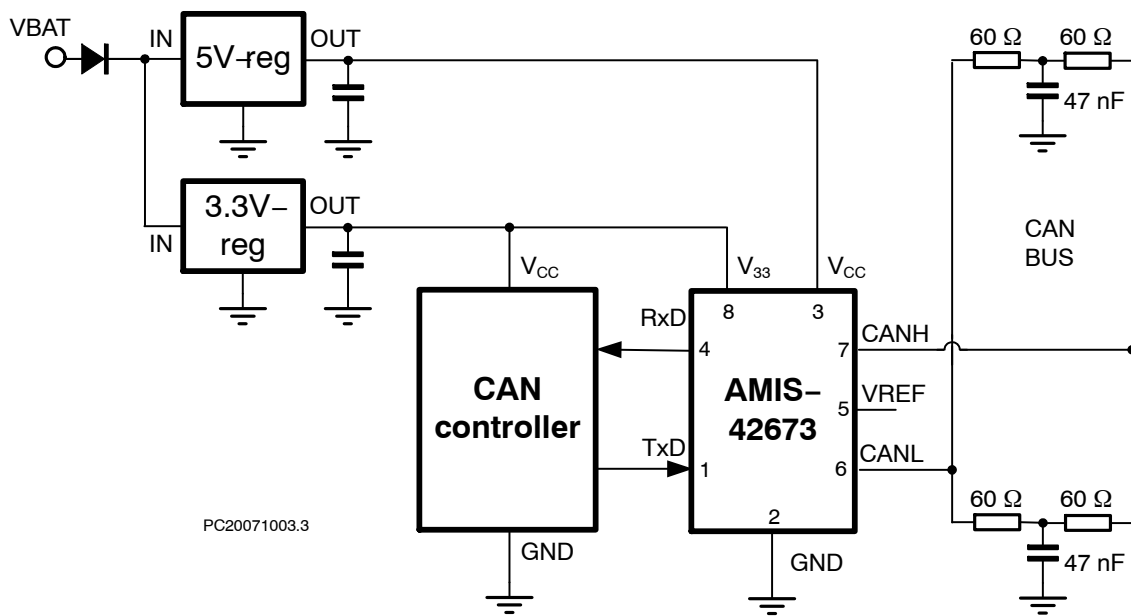 VBAT
IN
5V−reg
OUT
60 Ω
60 Ω
47 nF
IN
3.3V−
reg
OUT
CAN
BUS
VCC
V33
VCC
RxD
8
3
4
7
CANH
CAN
controller
AMIS−
42673
5
VREF
TxD
1
6
CANL
2
60 Ω
60 Ω
PC20071003.3
GND
GND
47 nF